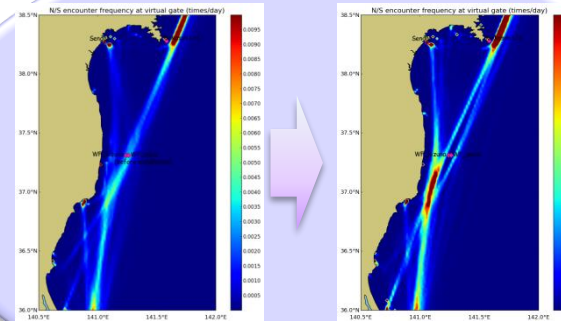 N/S encounter frequency at virtual gate (times/day)
38.5°N
38.0°N
37.5°N
37.0°N
36.5°N
36.0°N
140.5°E
141.0°E
141.5°E
142.0°E
0.0095
0.0090
0.0085
0.0080
0.0075
0.0070
0.0065
0.0060
0.0055
0.0050
0.0045
0.0040
0.0035
0.0030
0.0025
0.0020
0.0015
0.0010
0.0005
N/S encounter frequency at virtual gate (times/day)
38.5°N
38.0°N
37.5°N
37.0°N
36.5°N
36.0°N
140.5°E
141.0°E
141.5°E
142.0°E